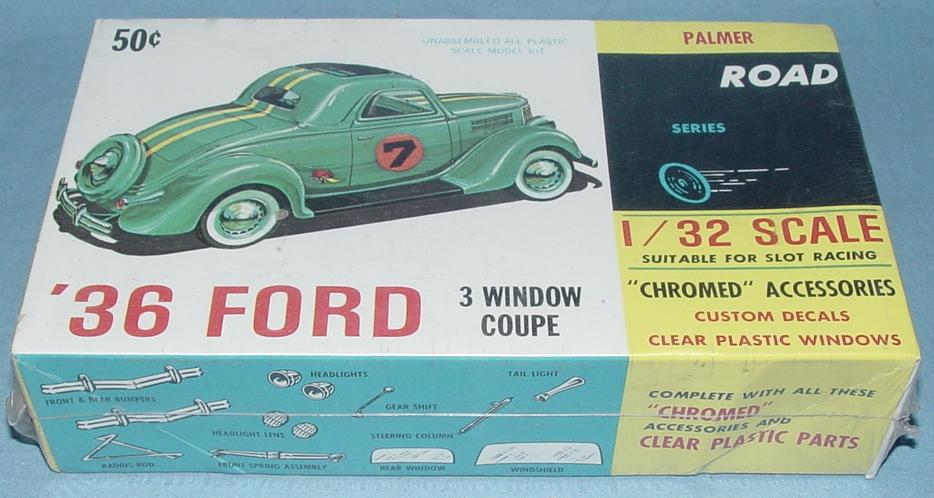 50¢
UNASSEMBLED ALL PLASTIC
SCALE MODEL KIT
7
'36 FORD
3 WINDOW
COUPE
PALMER
ROAD
SERIES
1/32 SCALE
SUITABLE FOR SLOT RACING
"CHROMED" ACCESSORIES
CUSTOM DECALS
CLEAR PLASTIC WINDOWS
FRONT & REAR BUMPERS
HEADLIGHTS
GEAR SHIFT
TAIL LIGHT
HEADLIGHT LENS
STEERING COLUMN
RADIUS ROD
FRONT SPRING ASSEMBLY
REAR WINDOW
WINDSHIELD
COMPLETE WITH ALL THESE
"CHROMED"
ACCESSORIES AND
CLEAR PLASTIC PARTS